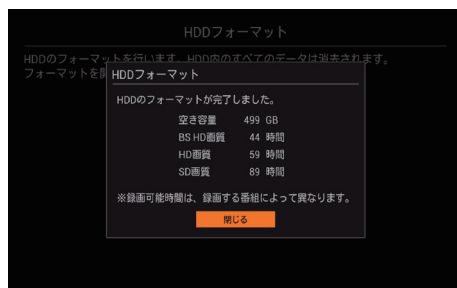 HDDフォーマット
HDDのフォーマットを行います。HDD内のすべてのデータは消去されます。
フォーマットを開
HDDフォーマット
HDDのフォーマットが完了しました。
空き容量 499 GB
BS HD画質 44 時間
HD画質 59 時間
SD画質 89 時間
※録画可能時間は、録画する番組によって異なります。
閉じる